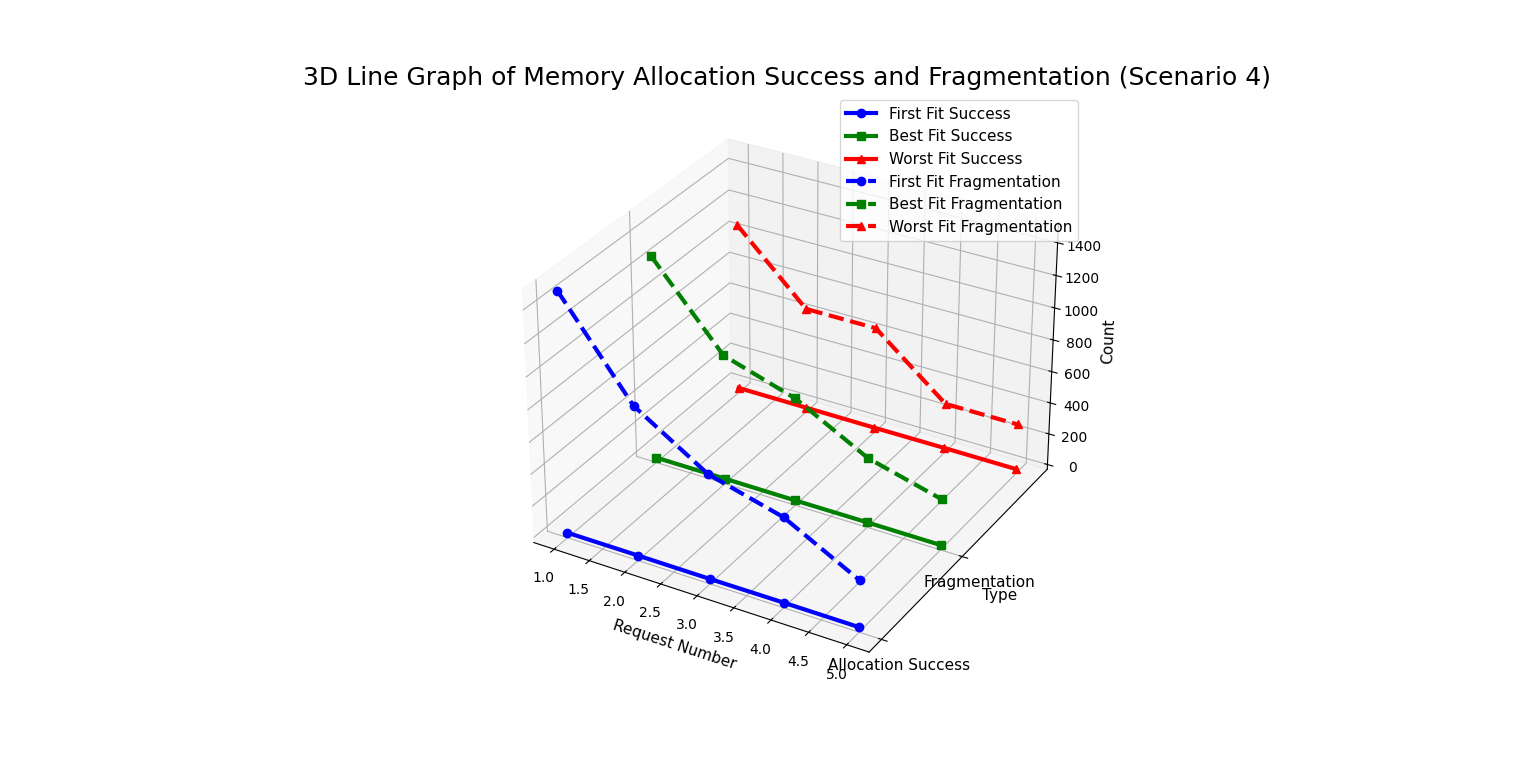 3D Line Graph of Memory Allocation Success and Fragmentation (Scenario 4)
First Fit Success
Best Fit Success
Worst Fit Success
First Fit Fragmentation
Best Fit Fragmentation
Worst Fit Fragmentation
1400
1200
1000
800
600
400
200
0
Count
Fragmentation
Type
Allocation Success
1.0
1.5
2.0
2.5
3.0
3.5
4.0
4.5
5.0
Request Number